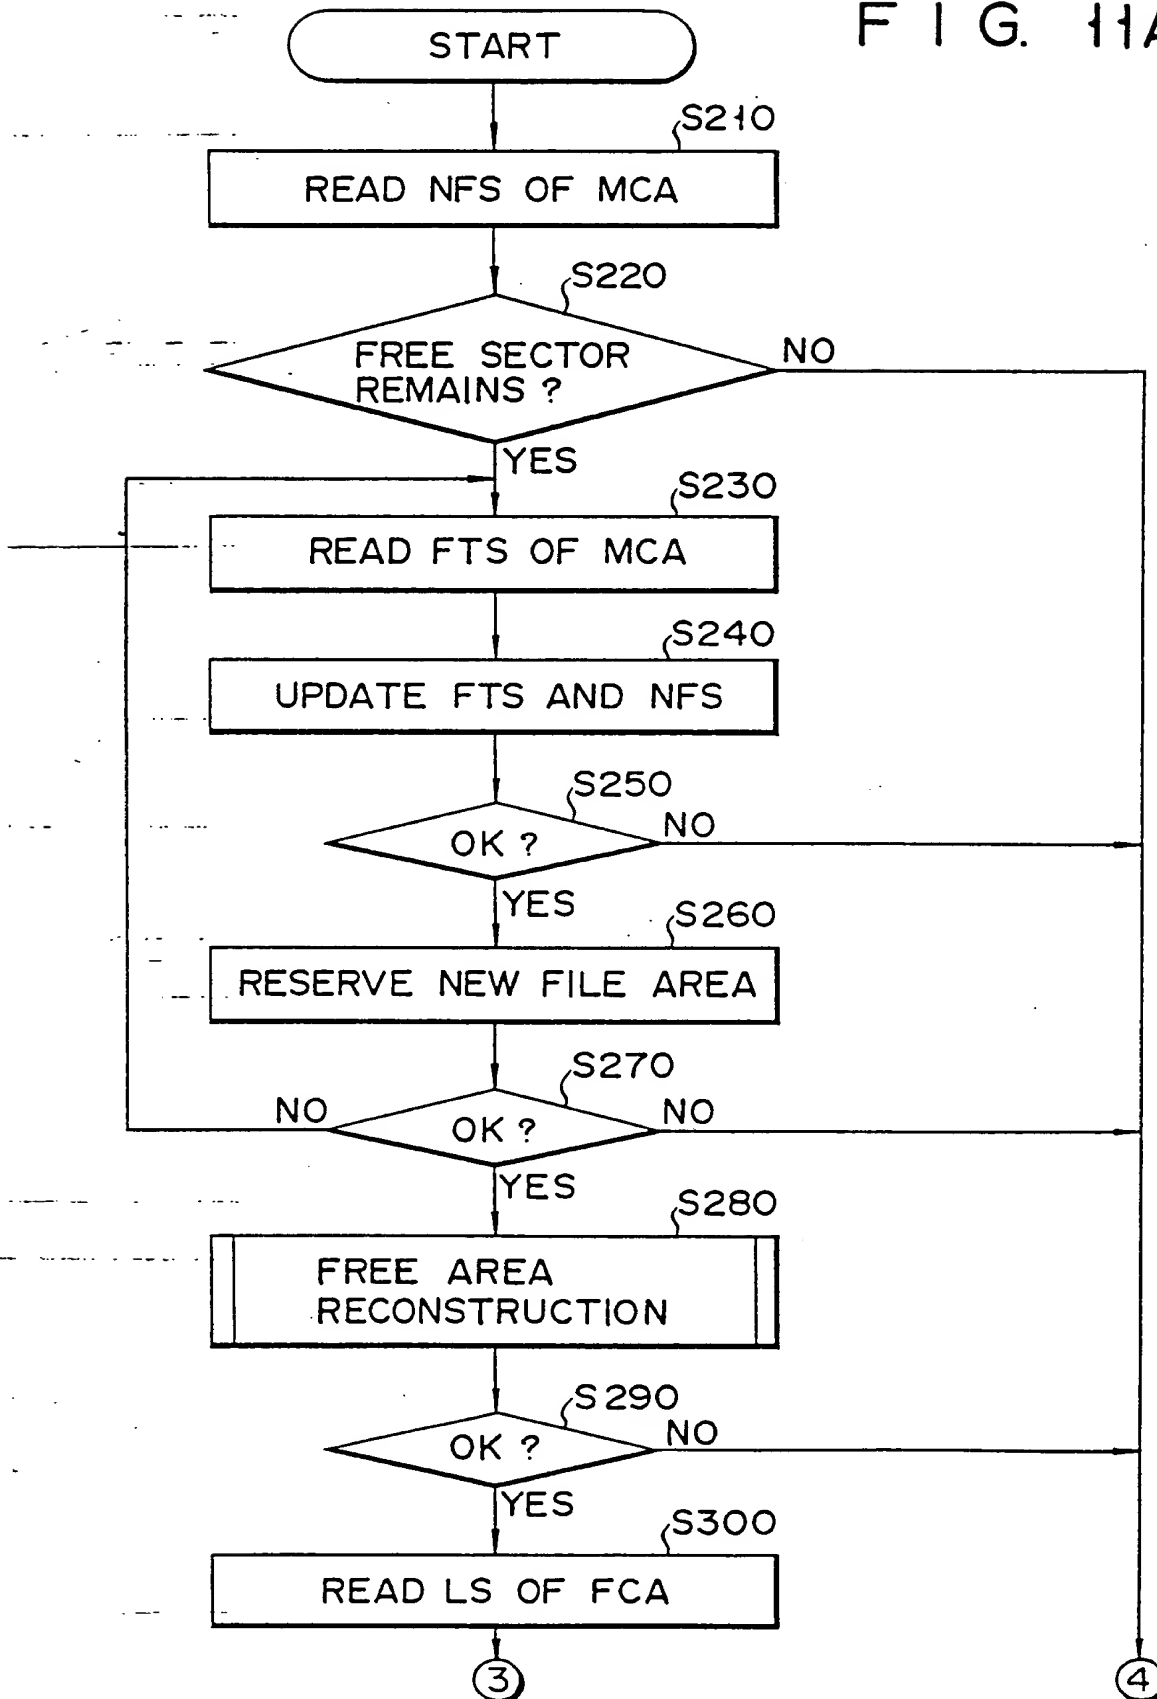 FIG. 11A
START
S210
READ NFS OF MCA
S220
FREE SECTOR
REMAINS ?
NO
YES
S230
READ FTS OF MCA
S240
UPDATE FTS AND NFS
S250
OK ?
NO
YES
S260
RESERVE NEW FILE AREA
S270
NO
OK ?
NO
YES
S280
FREE AREA
RECONSTRUCTION
S290
OK ?
NO
YES
S300
READ LS OF FCA
3
4